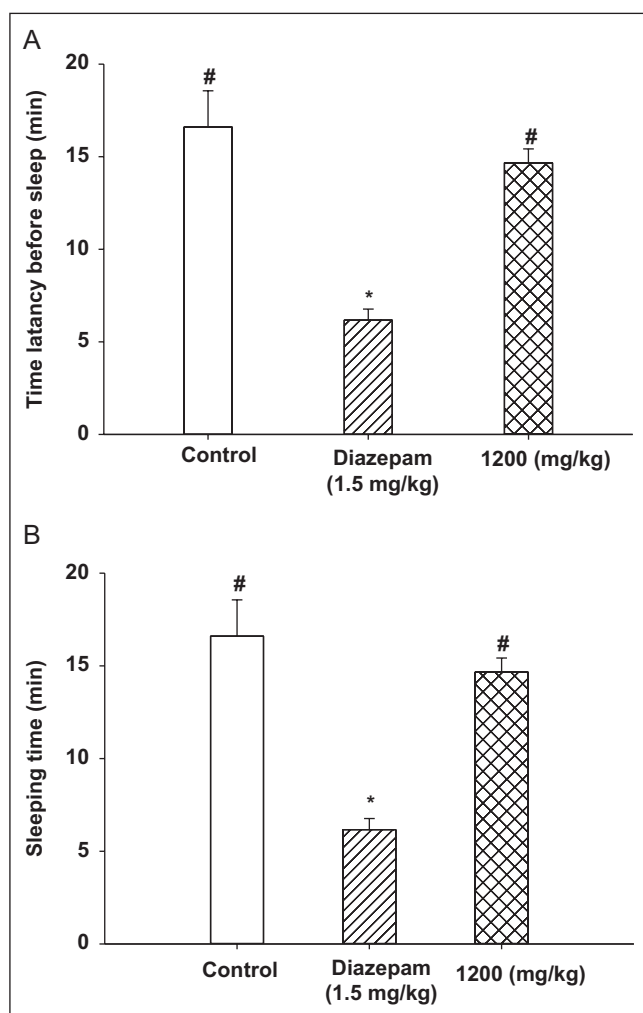 A
Time latancy before sleep (min)
20
15
10
5
0
#
*
#
Control
Diazepam
(1.5 mg/kg)
1200 (mg/kg)
B
Sleeping time (min)
20
15
10
5
0
#
*
#
Control
Diazepam
(1.5 mg/kg)
1200 (mg/kg)